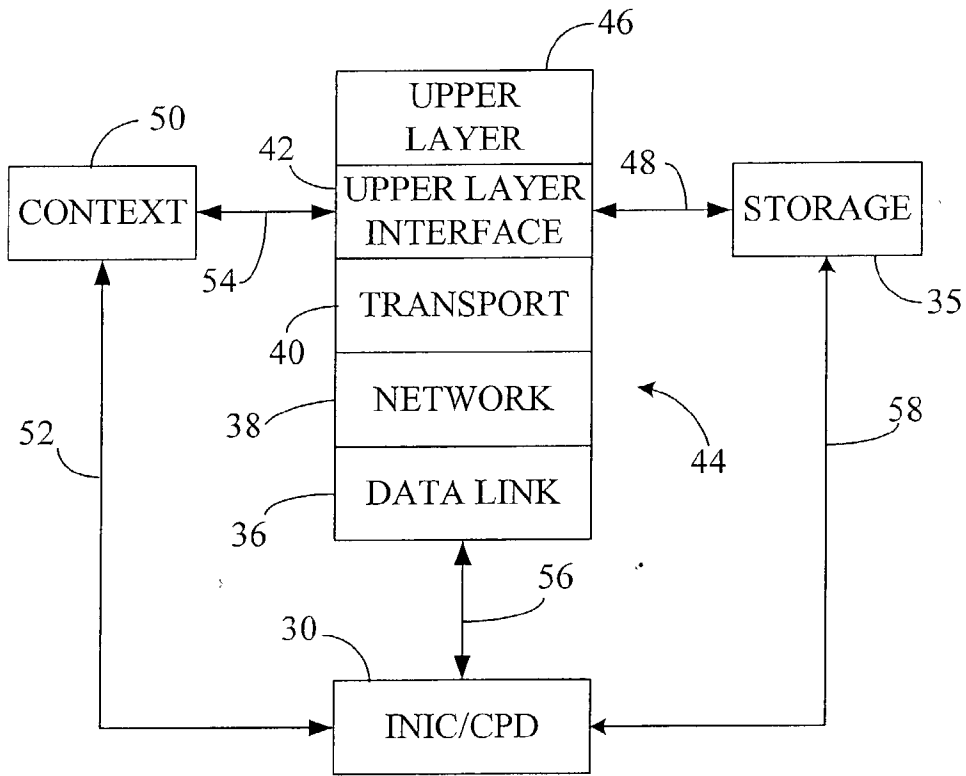 46
UPPER
LAYER
50
42
48
CONTEXT
UPPER LAYER
INTERFACE
STORAGE
54
35
TRANSPORT
40
NETWORK
38
52
58
44
DATA LINK
36
56
30
INIC/CPD